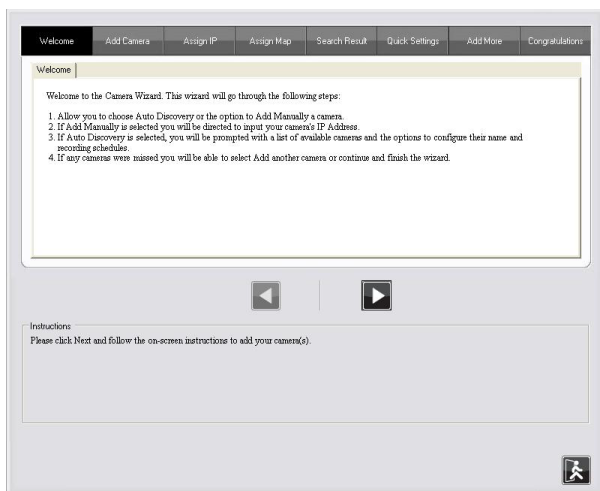 Welcome
Add Camera
Assign IP
Assign Map
Search Result
Quick Settings
Add More
Congratulations
Welcome
Welcome to the Camera Wizard. This wizard will go through the following steps:
1. Allow you to choose Auto Discovery or the option to Add Manually a camera.
2. If Add Manually is selected you will be directed to input your camera's IP Address.
3. If Auto Discovery is selected, you will be prompted with a list of available cameras and the options to configure their name and
recording schedules.
4. If any cameras were missed you will be able to select Add another camera or continue and finish the wizard.
Instructions
Please click Next and follow the on-screen instructions to add your camera(s).